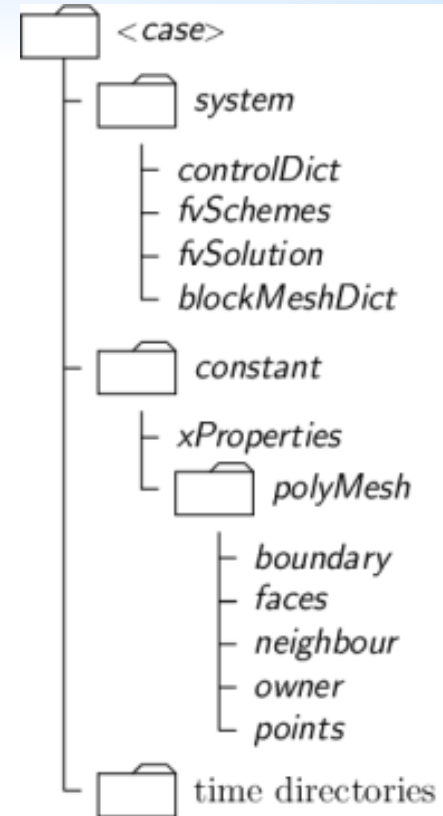 <case>
system
controlDict
fvSchemes
fvSolution
blockMeshDict
constant
xProperties
polyMesh
boundary
faces
neighbour
owner
points
time directories